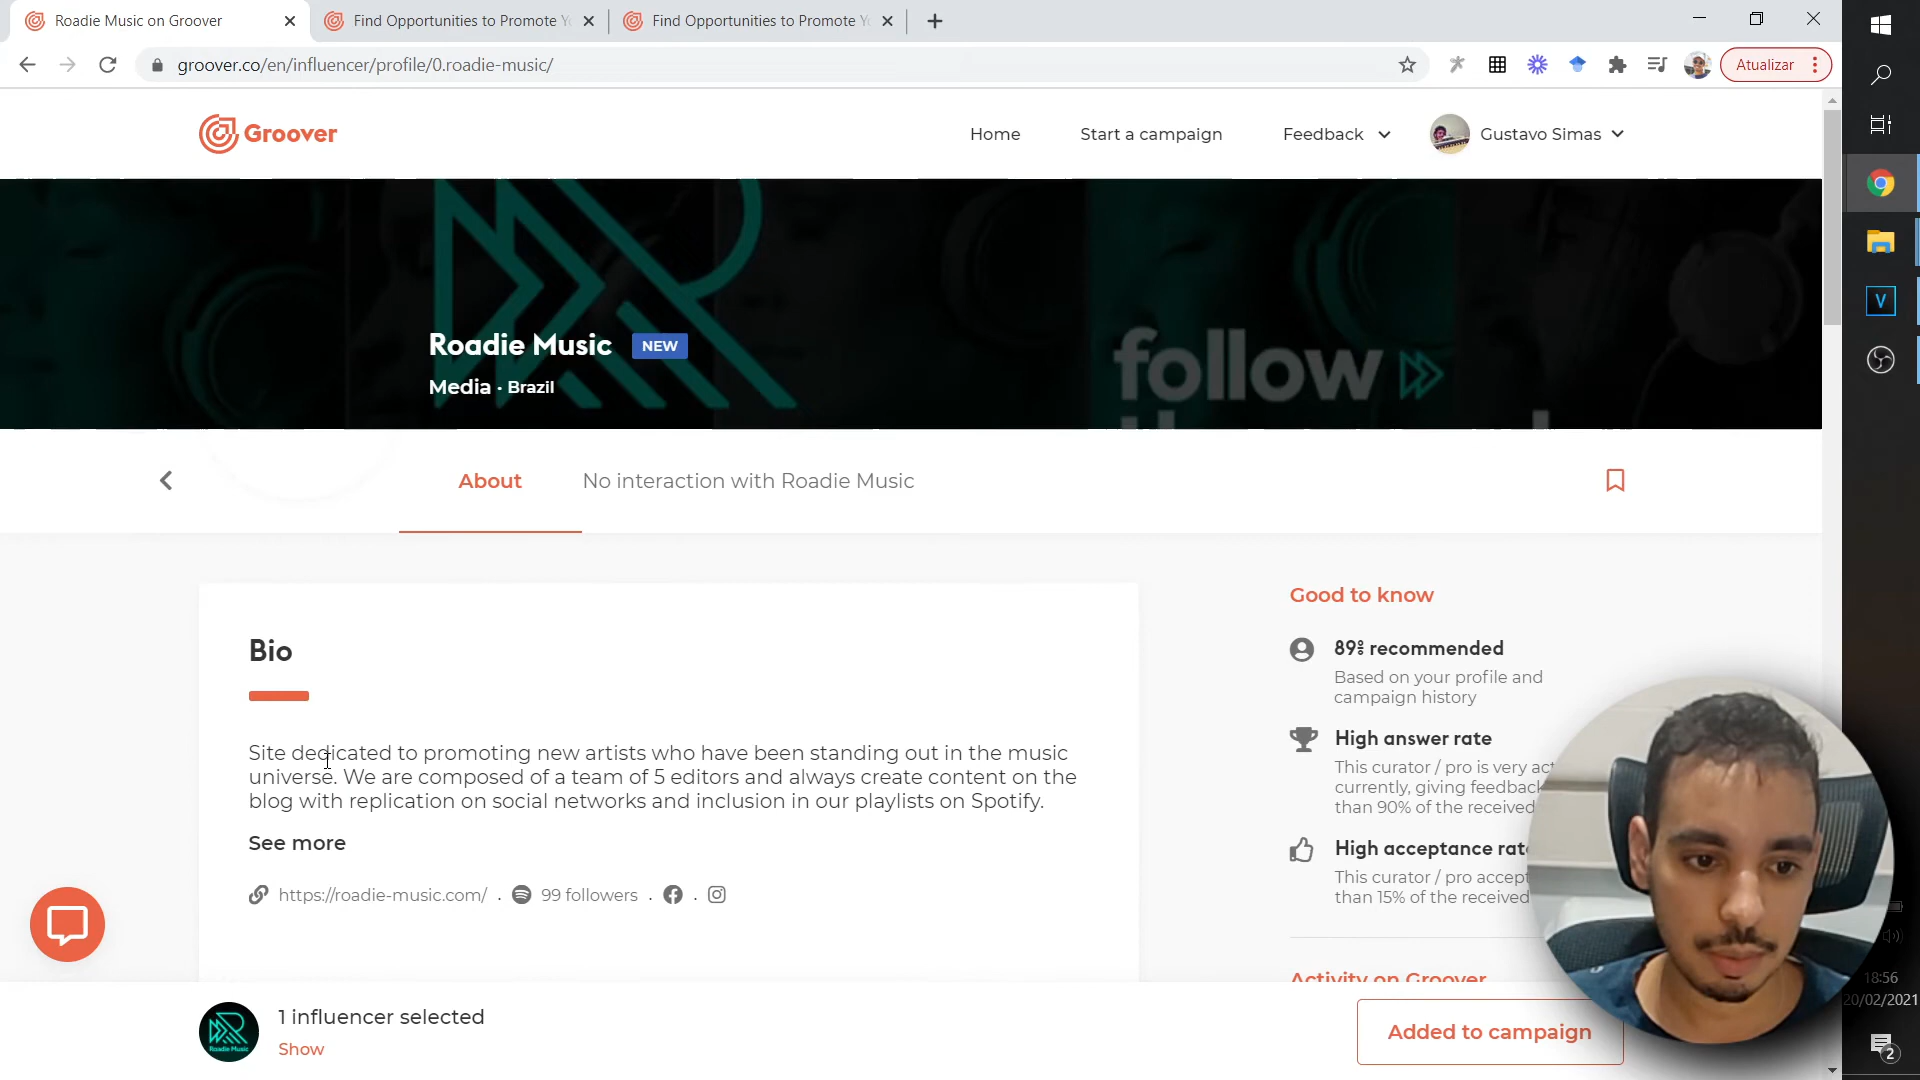 Roadie Music on Groover
Find Opportunities to Promote Y
Find Opportunities to Promote Y
groover.co/en/influencer/profile/0.roadie-music/
Atualizar
Groover
Home
Start a campaign
Feedback
Gustavo Simas
Roadie Music
NEW
Media · Brazil
follow
About
No interaction with Roadie Music
Bio
Site dedicated to promoting new artists who have been standing out in the music
universe. We are composed of a team of 5 editors and always create content on the
blog with replication on social networks and inclusion in our playlists on Spotify.
See more
https://roadie-music.com/ · 99 followers · ·
Good to know
89% recommended
Based on your profile and
campaign history
High answer rate
This curator / pro is very act
currently, giving feedback
than 90% of the received
High acceptance rate
This curator / pro accept
than 15% of the received
Activity on Groover
Roadie Music
1 influencer selected
Show
Added to campaign
V
18:56
20/02/2021
2